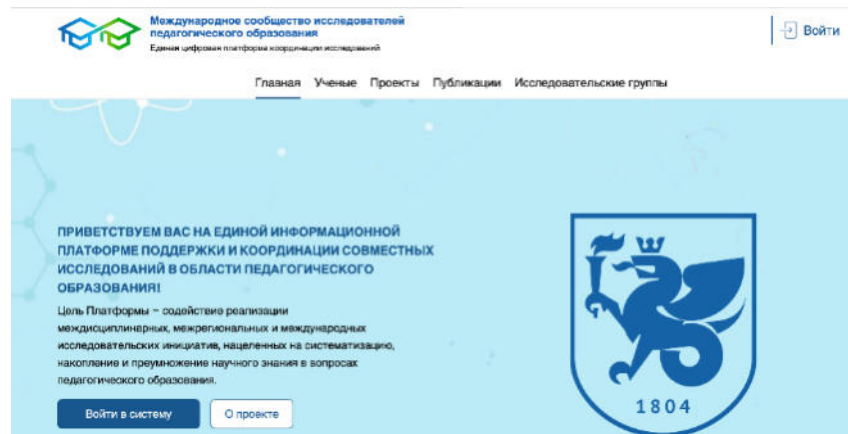 Международное сообщество исследователей
педагогического образования
Единая цифровая платформа координации исследований
Войти
Главная Ученые Проекты Публикации Исследовательские группы
ПРИВЕТСТВУЕМ ВАС НА ЕДИНОЙ ИНФОРМАЦИОННОЙ
ПЛАТФОРМЕ ПОДДЕРЖКИ И КООРДИНАЦИИ СОВМЕСТНЫХ
ИССЛЕДОВАНИЙ В ОБЛАСТИ ПЕДАГОГИЧЕСКОГО
ОБРАЗОВАНИЯ!
Цель Платформы – содействие реализации
междисциплинарных, межрегиональных и международных
исследовательских инициатив, нацеленных на систематизацию,
накопление и преумножение научного знания в вопросах
педагогического образования.
Войти в систему О проекте
1804